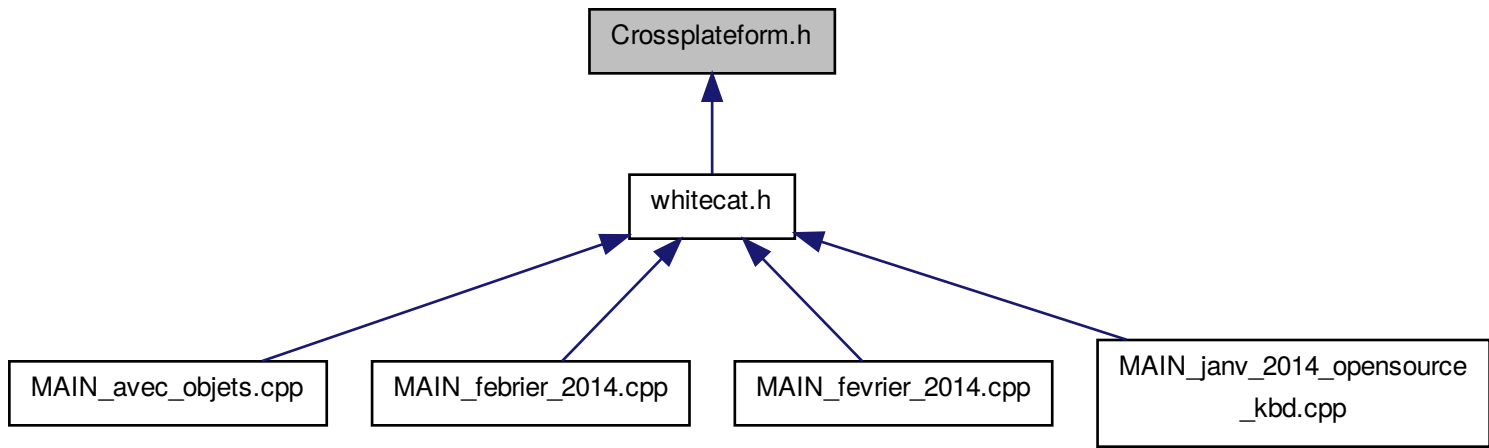 Crossplateform.h
whitecat.h
MAIN_avec_objets.cpp
MAIN_febrier_2014.cpp
MAIN_fevrier_2014.cpp
MAIN_janv_2014_opensource
_kbd.cpp